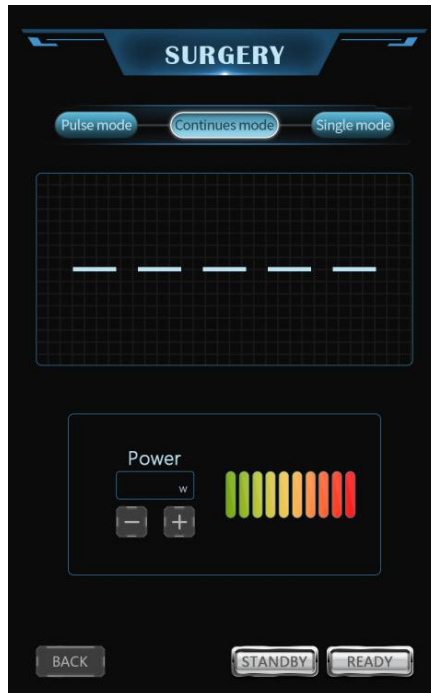 SURGERY
Pulse mode Continues mode Single mode
Power
w
BACK STANDBY READY